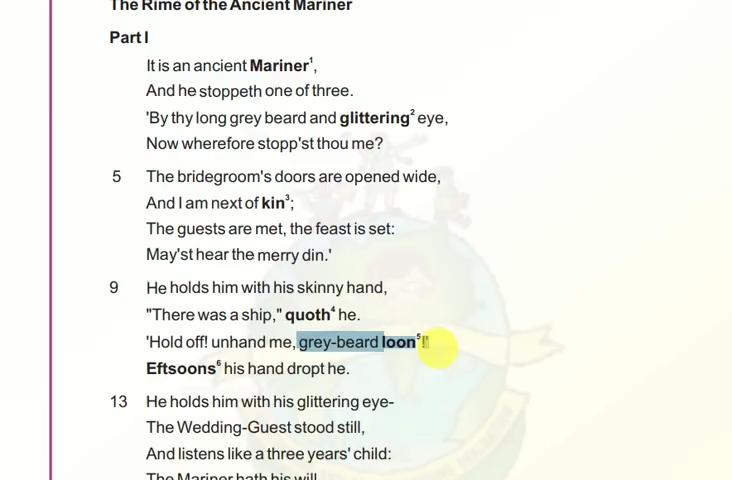 The Rime of the Ancient Mariner
Part I
It is an ancient Mariner¹,
And he stoppeth one of three.
'By thy long grey beard and glittering² eye,
Now wherefore stopp'st thou me?
5 The bridegroom's doors are opened wide,
And I am next of kin³;
The guests are met, the feast is set:
May'st hear the merry din.'
9 He holds him with his skinny hand,
"There was a ship," quoth⁴ he.
'Hold off! unhand me, grey-beard loon⁵!'
Eftsoons⁶ his hand dropt he.
13 He holds him with his glittering eye-
The Wedding-Guest stood still,
And listens like a three years' child:
The Mariner hath his will.